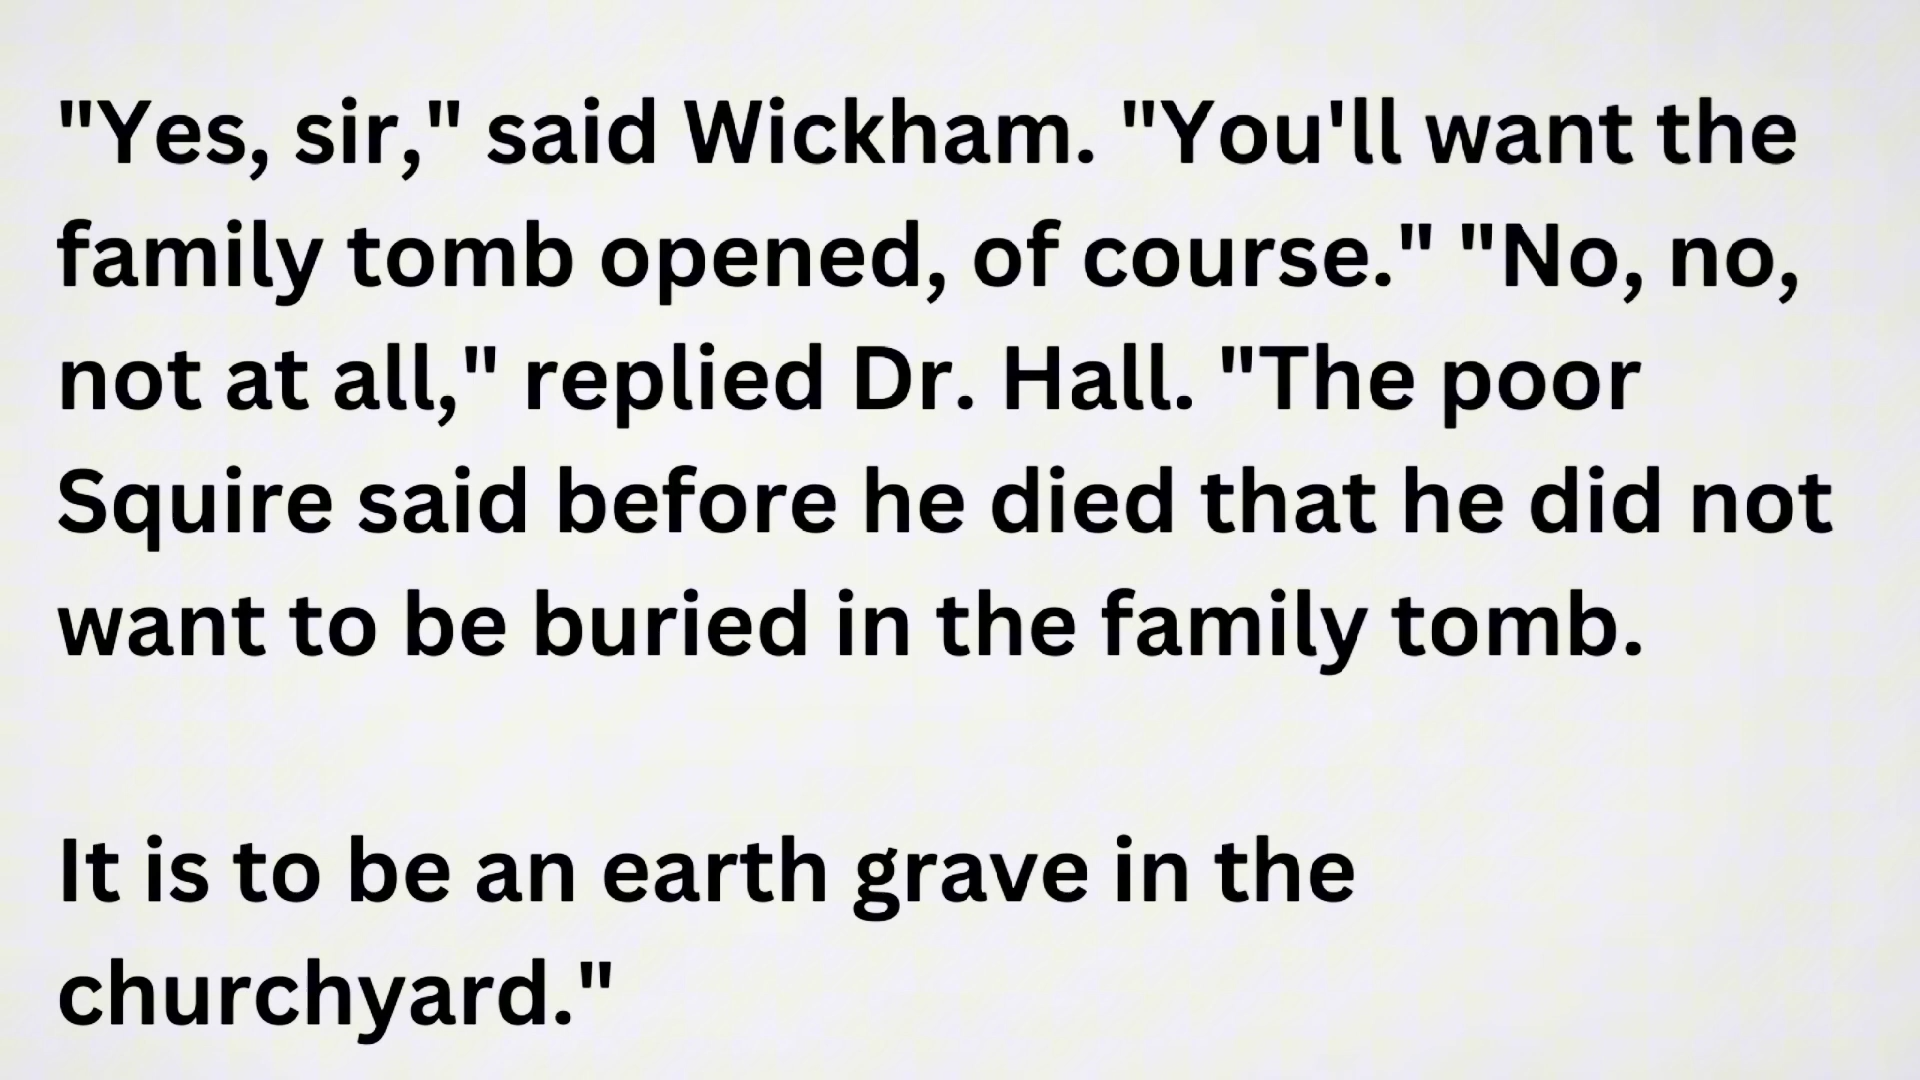 "Yes, sir," said Wickham. "You'll want the
family tomb opened, of course." "No, no,
not at all," replied Dr. Hall. "The poor
Squire said before he died that he did not
want to be buried in the family tomb.
It is to be an earth grave in the
churchyard."